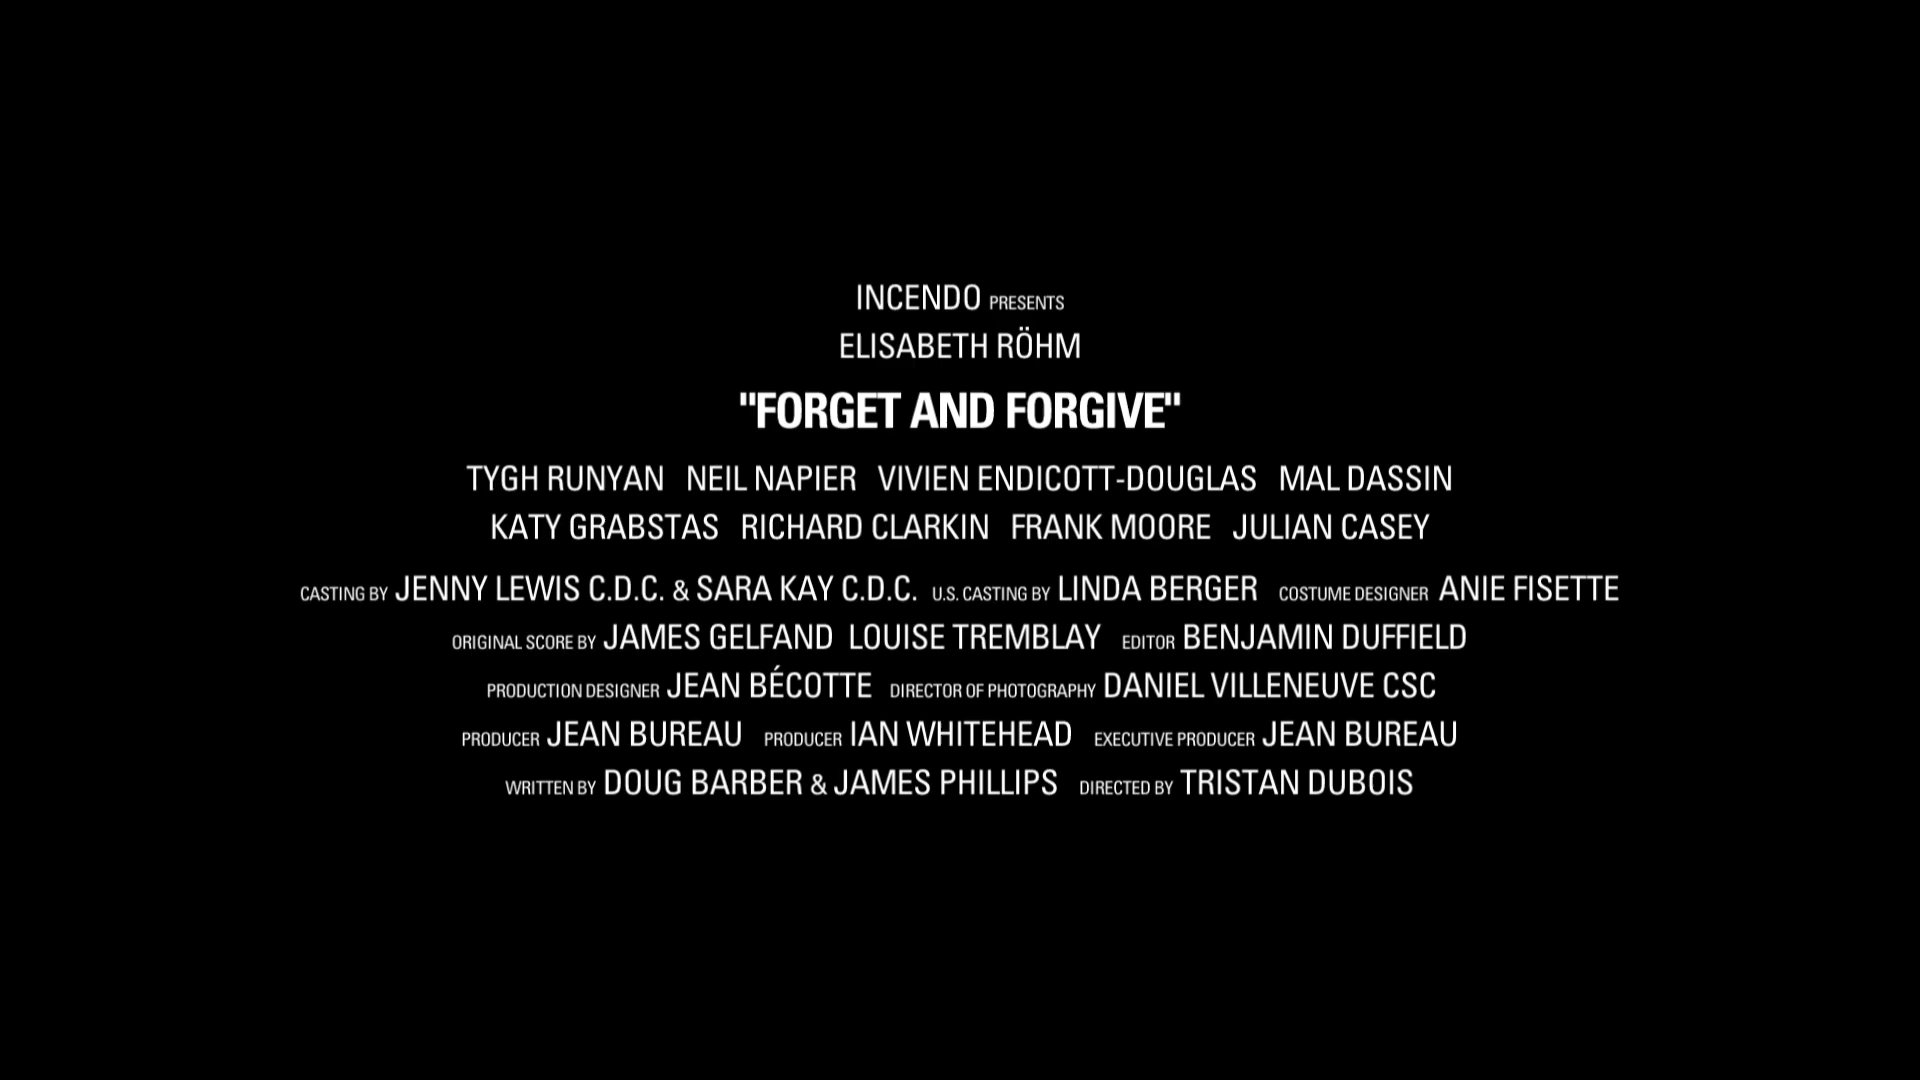 INCENDO PRESENTS
ELISABETH RÖHM
"FORGET AND FORGIVE"
TYGH RUNYAN NEIL NAPIER VIVIEN ENDICOTT-DOUGLAS MAL DASSIN
KATY GRABSTAS RICHARD CLARKIN FRANK MOORE JULIAN CASEY
CASTING BY JENNY LEWIS C.D.C. & SARA KAY C.D.C. U.S. CASTING BY LINDA BERGER COSTUME DESIGNER ANIE FISETTE
ORIGINAL SCORE BY JAMES GELFAND LOUISE TREMBLAY EDITOR BENJAMIN DUFFIELD
PRODUCTION DESIGNER JEAN BÉCOTTE DIRECTOR OF PHOTOGRAPHY DANIEL VILLENEUVE CSC
PRODUCER JEAN BUREAU PRODUCER IAN WHITEHEAD EXECUTIVE PRODUCER JEAN BUREAU
WRITTEN BY DOUG BARBER & JAMES PHILLIPS DIRECTED BY TRISTAN DUBOIS